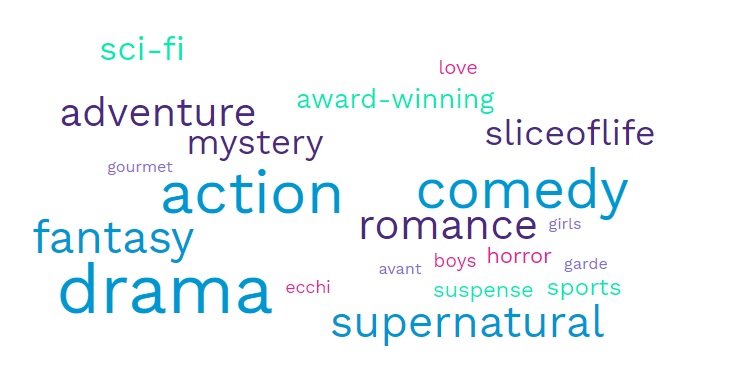 sci-fi
love
award-winning
adventure
sliceoflife
mystery
gourmet
action
comedy
romance
girls
fantasy
horror
boys
garde
avant
drama
ecchi
suspense
sports
supernatural